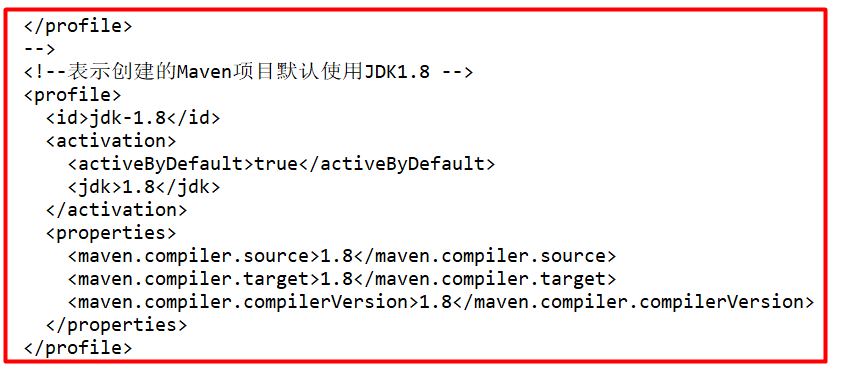 </profile>
-->
<!--表示创建的Maven项目默认使用JDK1.8 -->
<profile>
  <id>jdk-1.8</id>
  <activation>
    <activeByDefault>true</activeByDefault>
    <jdk>1.8</jdk>
  </activation>
  <properties>
    <maven.compiler.source>1.8</maven.compiler.source>
    <maven.compiler.target>1.8</maven.compiler.target>
    <maven.compiler.compilerVersion>1.8</maven.compiler.compilerVersion>
  </properties>
</profile>